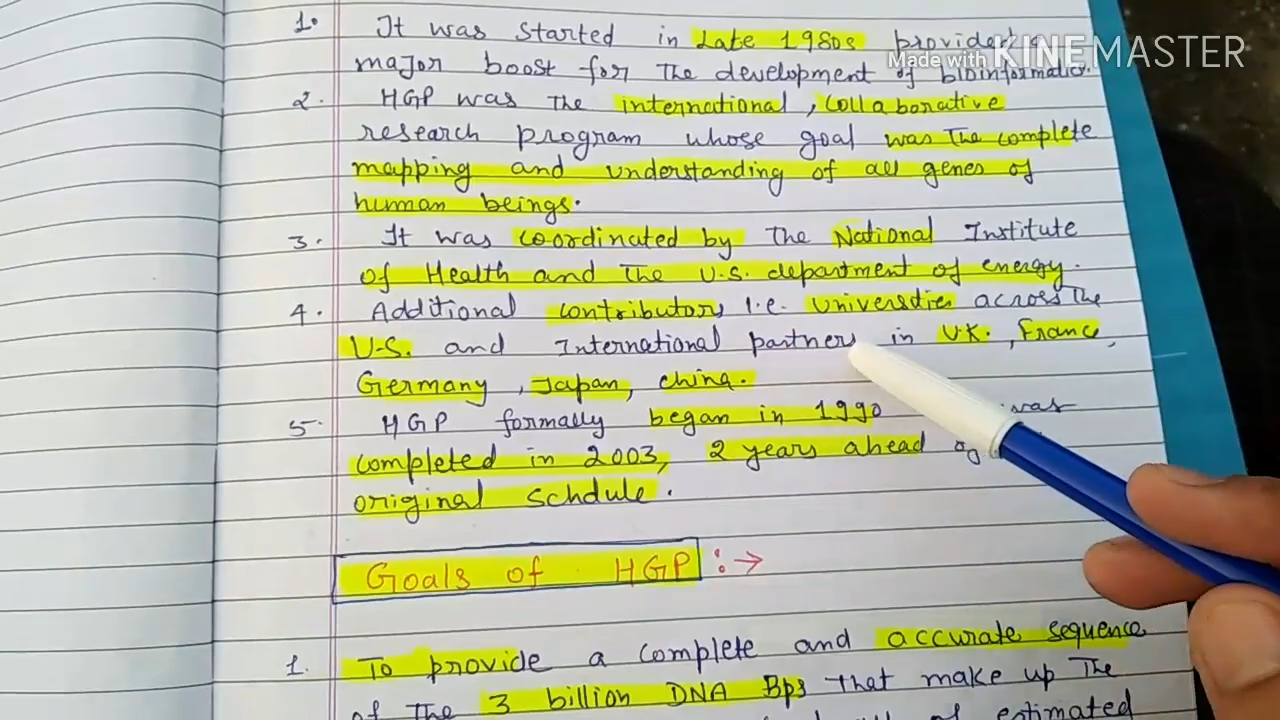 1. It was started in Late 1980s provided a
Made with KINEMASTER
major boost for the development of bioinformatics.
2. HGP was the international, collaborative
research program whose goal was the complete
mapping and understanding of all genes of
human beings.
3. It was coordinated by the National Institute
of Health and the U.S. department of energy.
4. Additional contributors i.e. Universities across the
U.S. and International partners in U.K., France,
Germany, Japan, China.
5. HGP formally began in 1990 was
completed in 2003, 2 years ahead of
original schdule.
Goals of HGP :→
1. To provide a complete and accurate sequence
of the 3 billion DNA Bps that make up the
of estimated